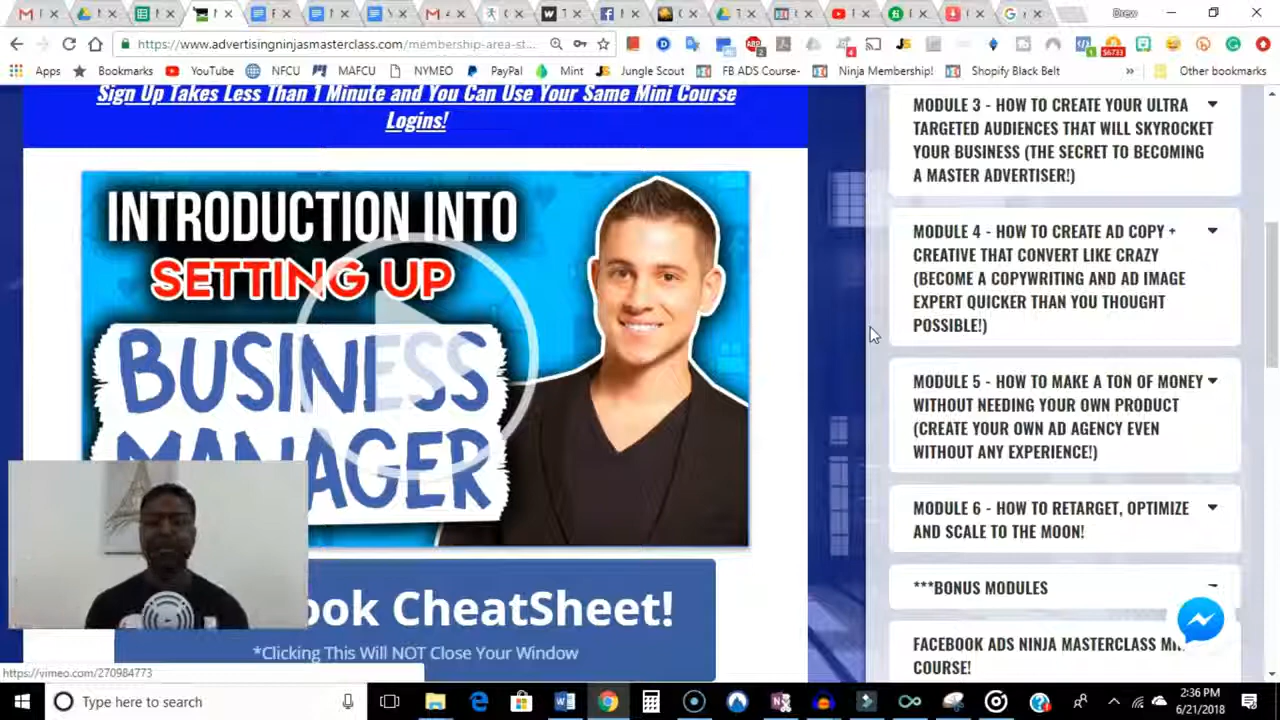 Drew
https://www.advertisingninjasmasterclass.com/membership-area-st...
Apps
Bookmarks
YouTube
NFCU
MAFCU
NYMEO
PayPal
Mint
Jungle Scout
FB ADS Course-
Ninja Membership!
Shopify Black Belt
»
Other bookmarks
Sign Up Takes Less Than 1 Minute and You Can Use Your Same Mini Course
Logins!
INTRODUCTION INTO
SETTING UP
BUSINESS
MANAGER
ook CheatSheet!
*Clicking This Will NOT Close Your Window
MODULE 3 - HOW TO CREATE YOUR ULTRA
TARGETED AUDIENCES THAT WILL SKYROCKET
YOUR BUSINESS (THE SECRET TO BECOMING
A MASTER ADVERTISER!)
MODULE 4 - HOW TO CREATE AD COPY +
CREATIVE THAT CONVERT LIKE CRAZY
(BECOME A COPYWRITING AND AD IMAGE
EXPERT QUICKER THAN YOU THOUGHT
POSSIBLE!)
MODULE 5 - HOW TO MAKE A TON OF MONEY
WITHOUT NEEDING YOUR OWN PRODUCT
(CREATE YOUR OWN AD AGENCY EVEN
WITHOUT ANY EXPERIENCE!)
MODULE 6 - HOW TO RETARGET, OPTIMIZE
AND SCALE TO THE MOON!
***BONUS MODULES
FACEBOOK ADS NINJA MASTERCLASS MI
COURSE!
https://vimeo.com/270984773
Type here to search
2:36 PM
6/21/2018